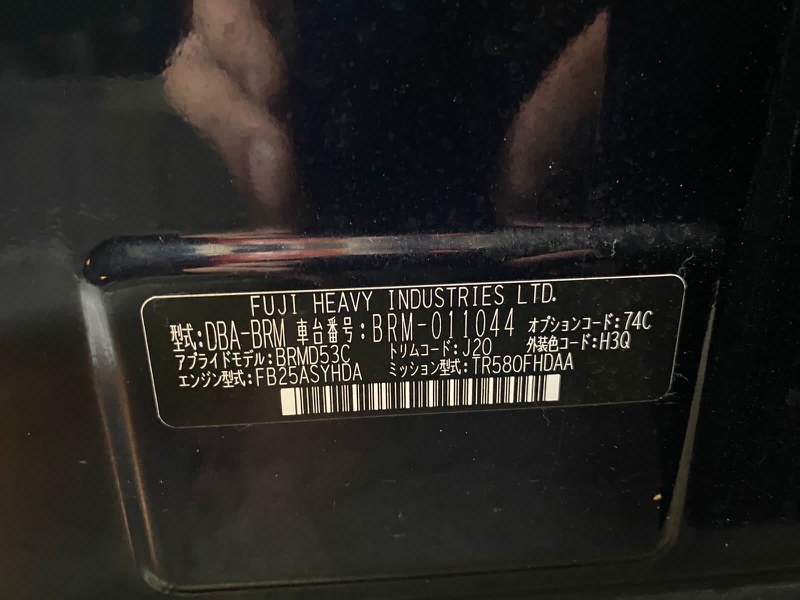 FUJI HEAVY INDUSTRIES LTD.
型式:DBA-BRM 車台番号:BRM-011044 オプションコード:74C
アプライドモデル:BRMD53C トリムコード:J20 外装色コード:H3Q
エンジン型式:FB25ASYHDA ミッション型式:TR580FHDAA